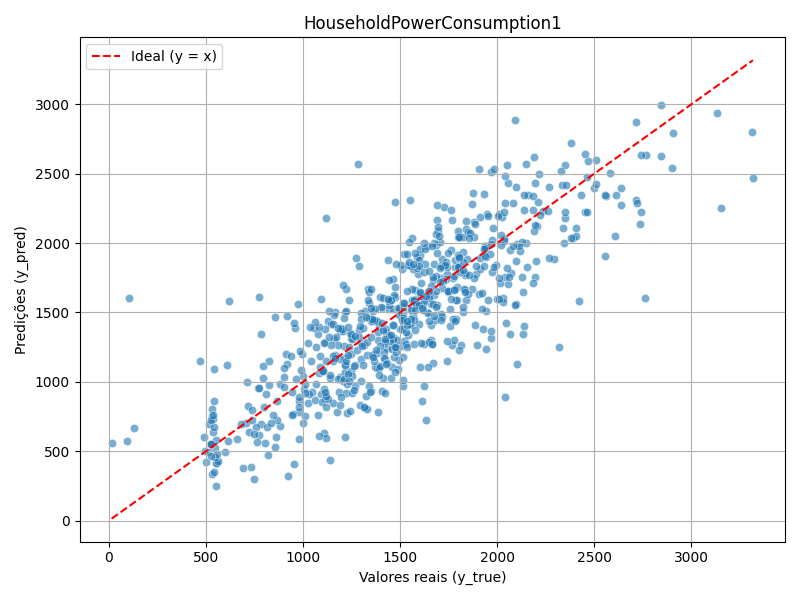 HouseholdPowerConsumption1
Ideal (y = x)
Predições (y_pred)
3000
2500
2000
1500
1000
500
0
0 500 1000 1500 2000 2500 3000
Valores reais (y_true)